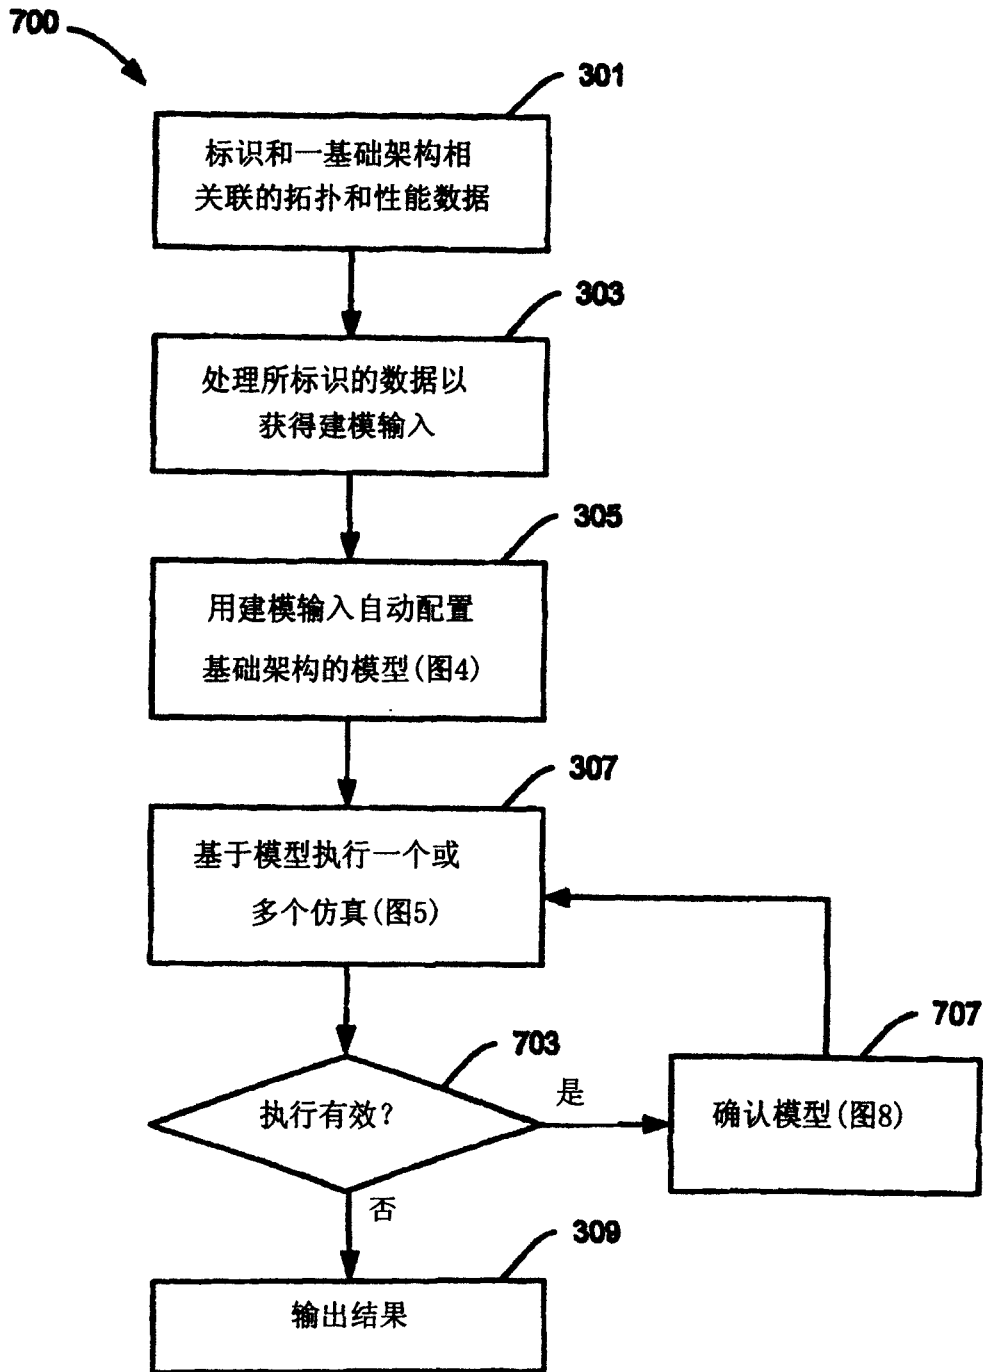 700
301
标识和一基础架构相
关联的拓扑和性能数据
303
处理所标识的数据以
获得建模输入
305
用建模输入自动配置
基础架构的模型(图4)
307
基于模型执行一个或
多个仿真(图5)
703
执行有效?
是
707
确认模型(图8)
否
309
输出结果